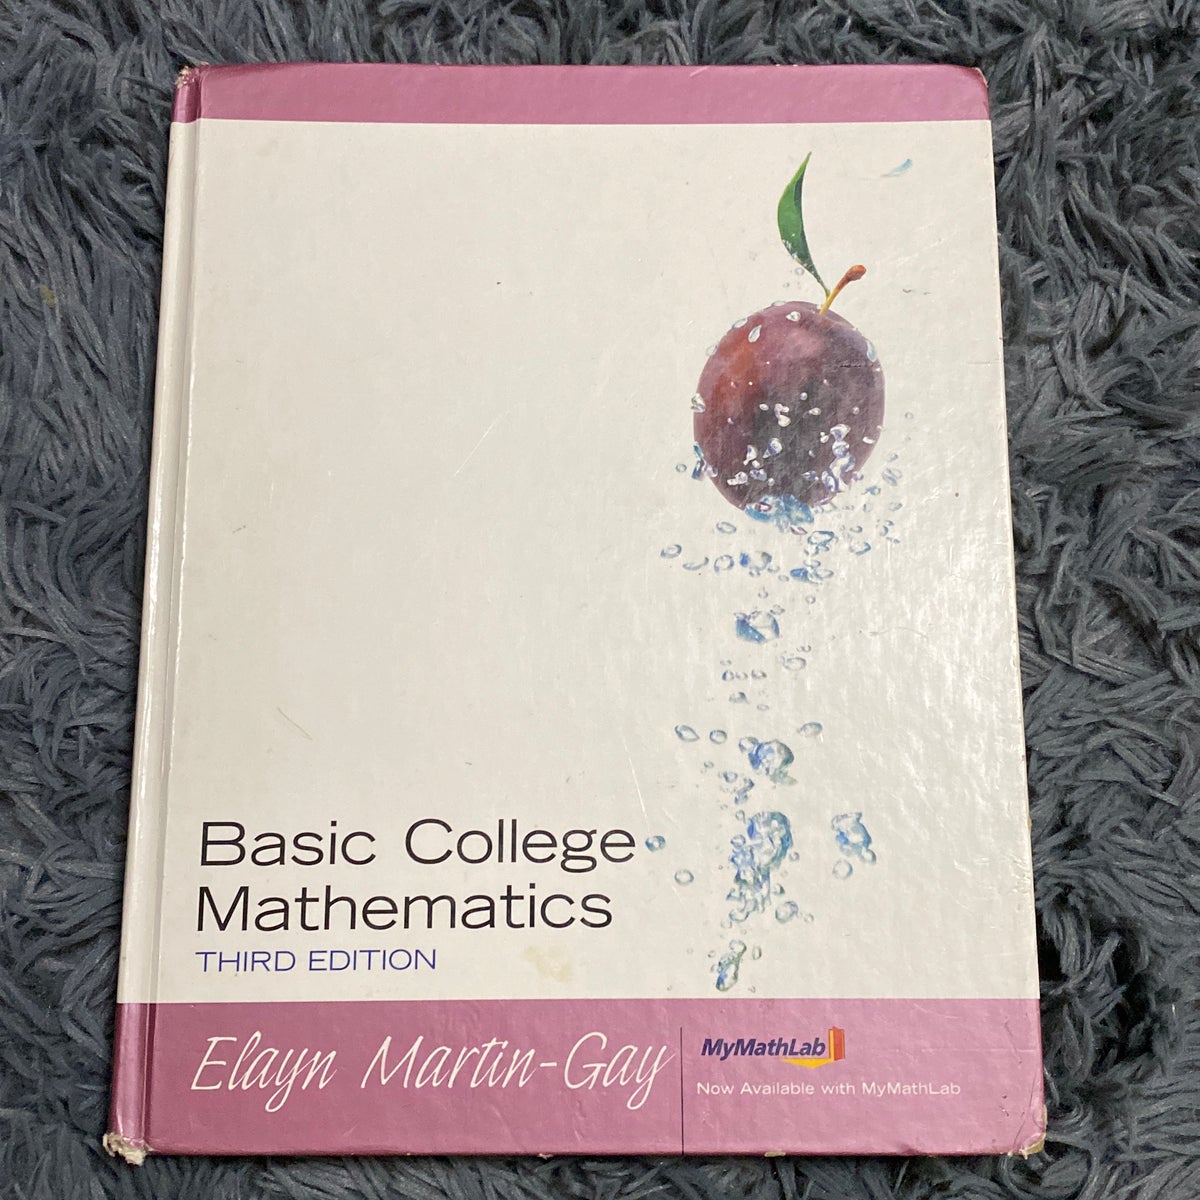 Basic College
Mathematics
THIRD EDITION
Elayn Martin-Gay
MyMathLab
Now Available with MyMathLab